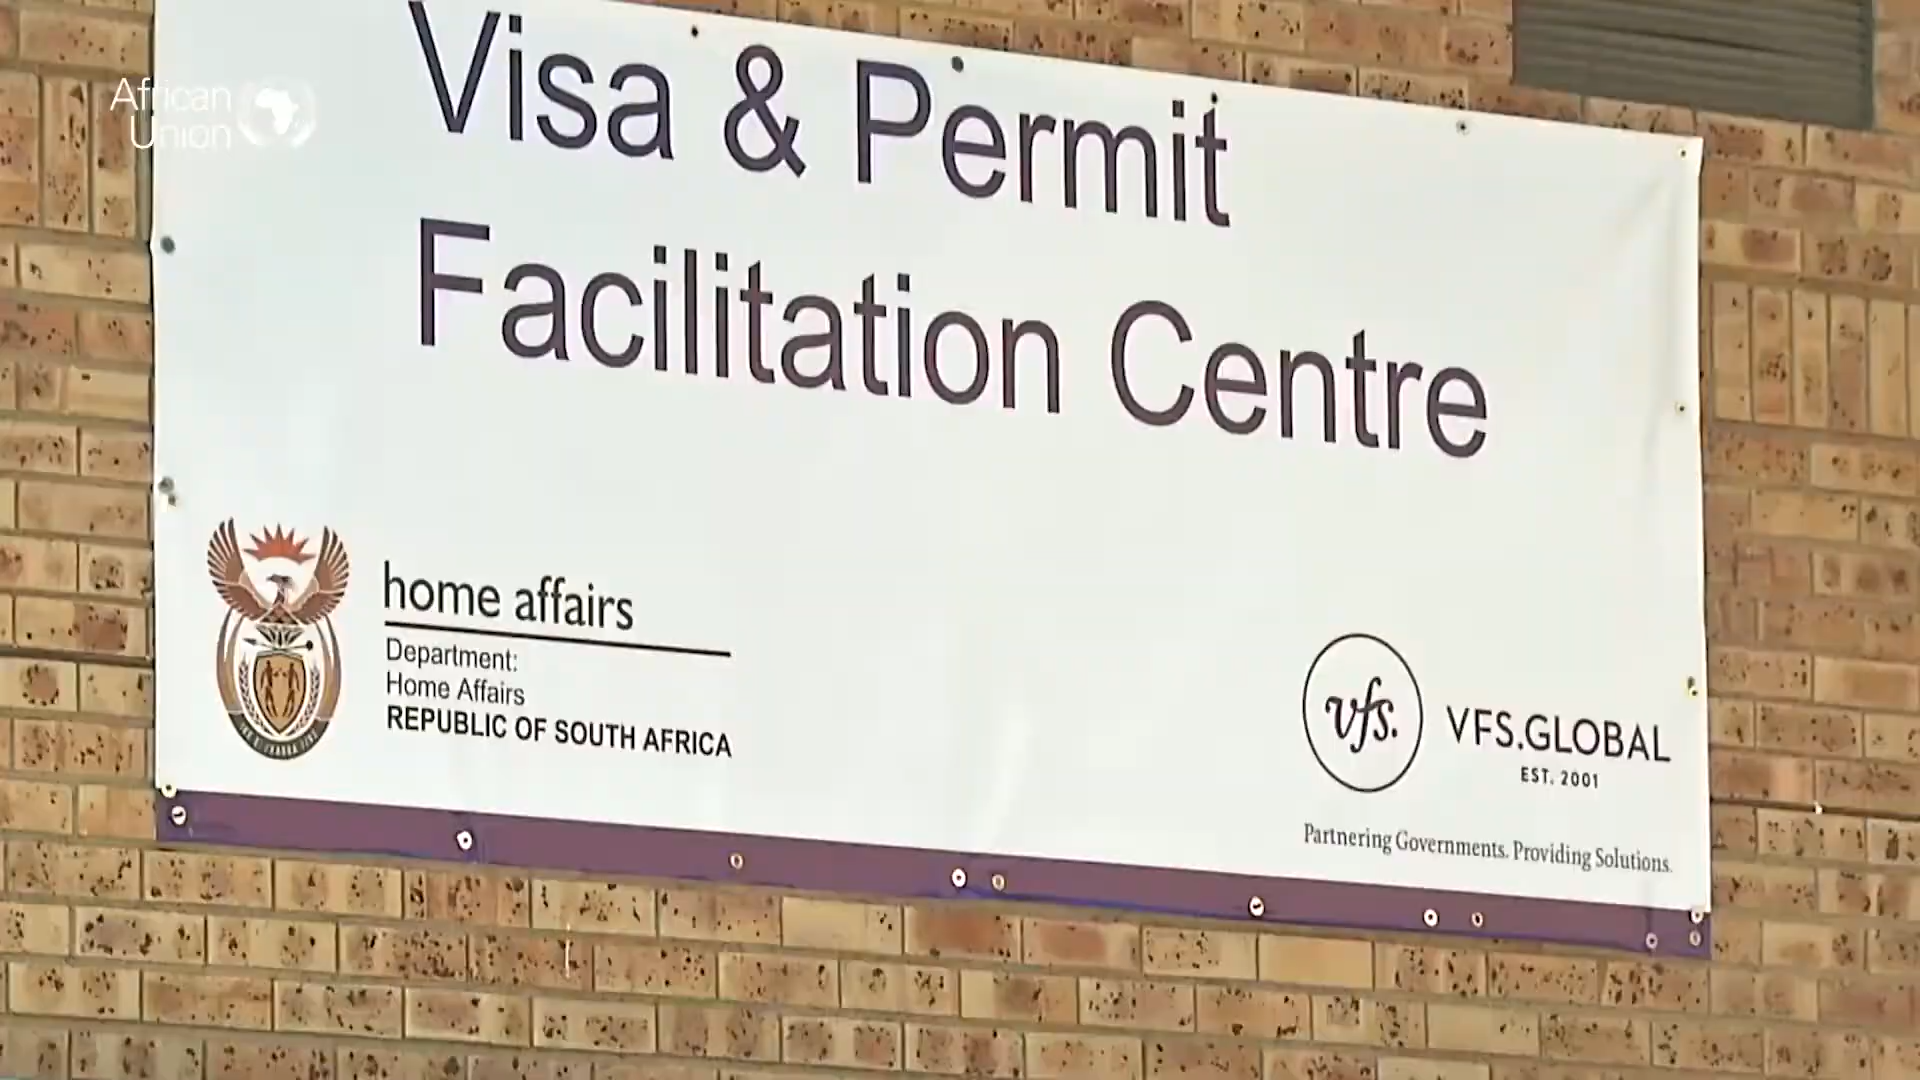 African
Union
Visa & Permit
Facilitation Centre
home affairs
Department:
Home Affairs
REPUBLIC OF SOUTH AFRICA
vfs.
VFS.GLOBAL
EST. 2001
Partnering Governments. Providing Solutions.